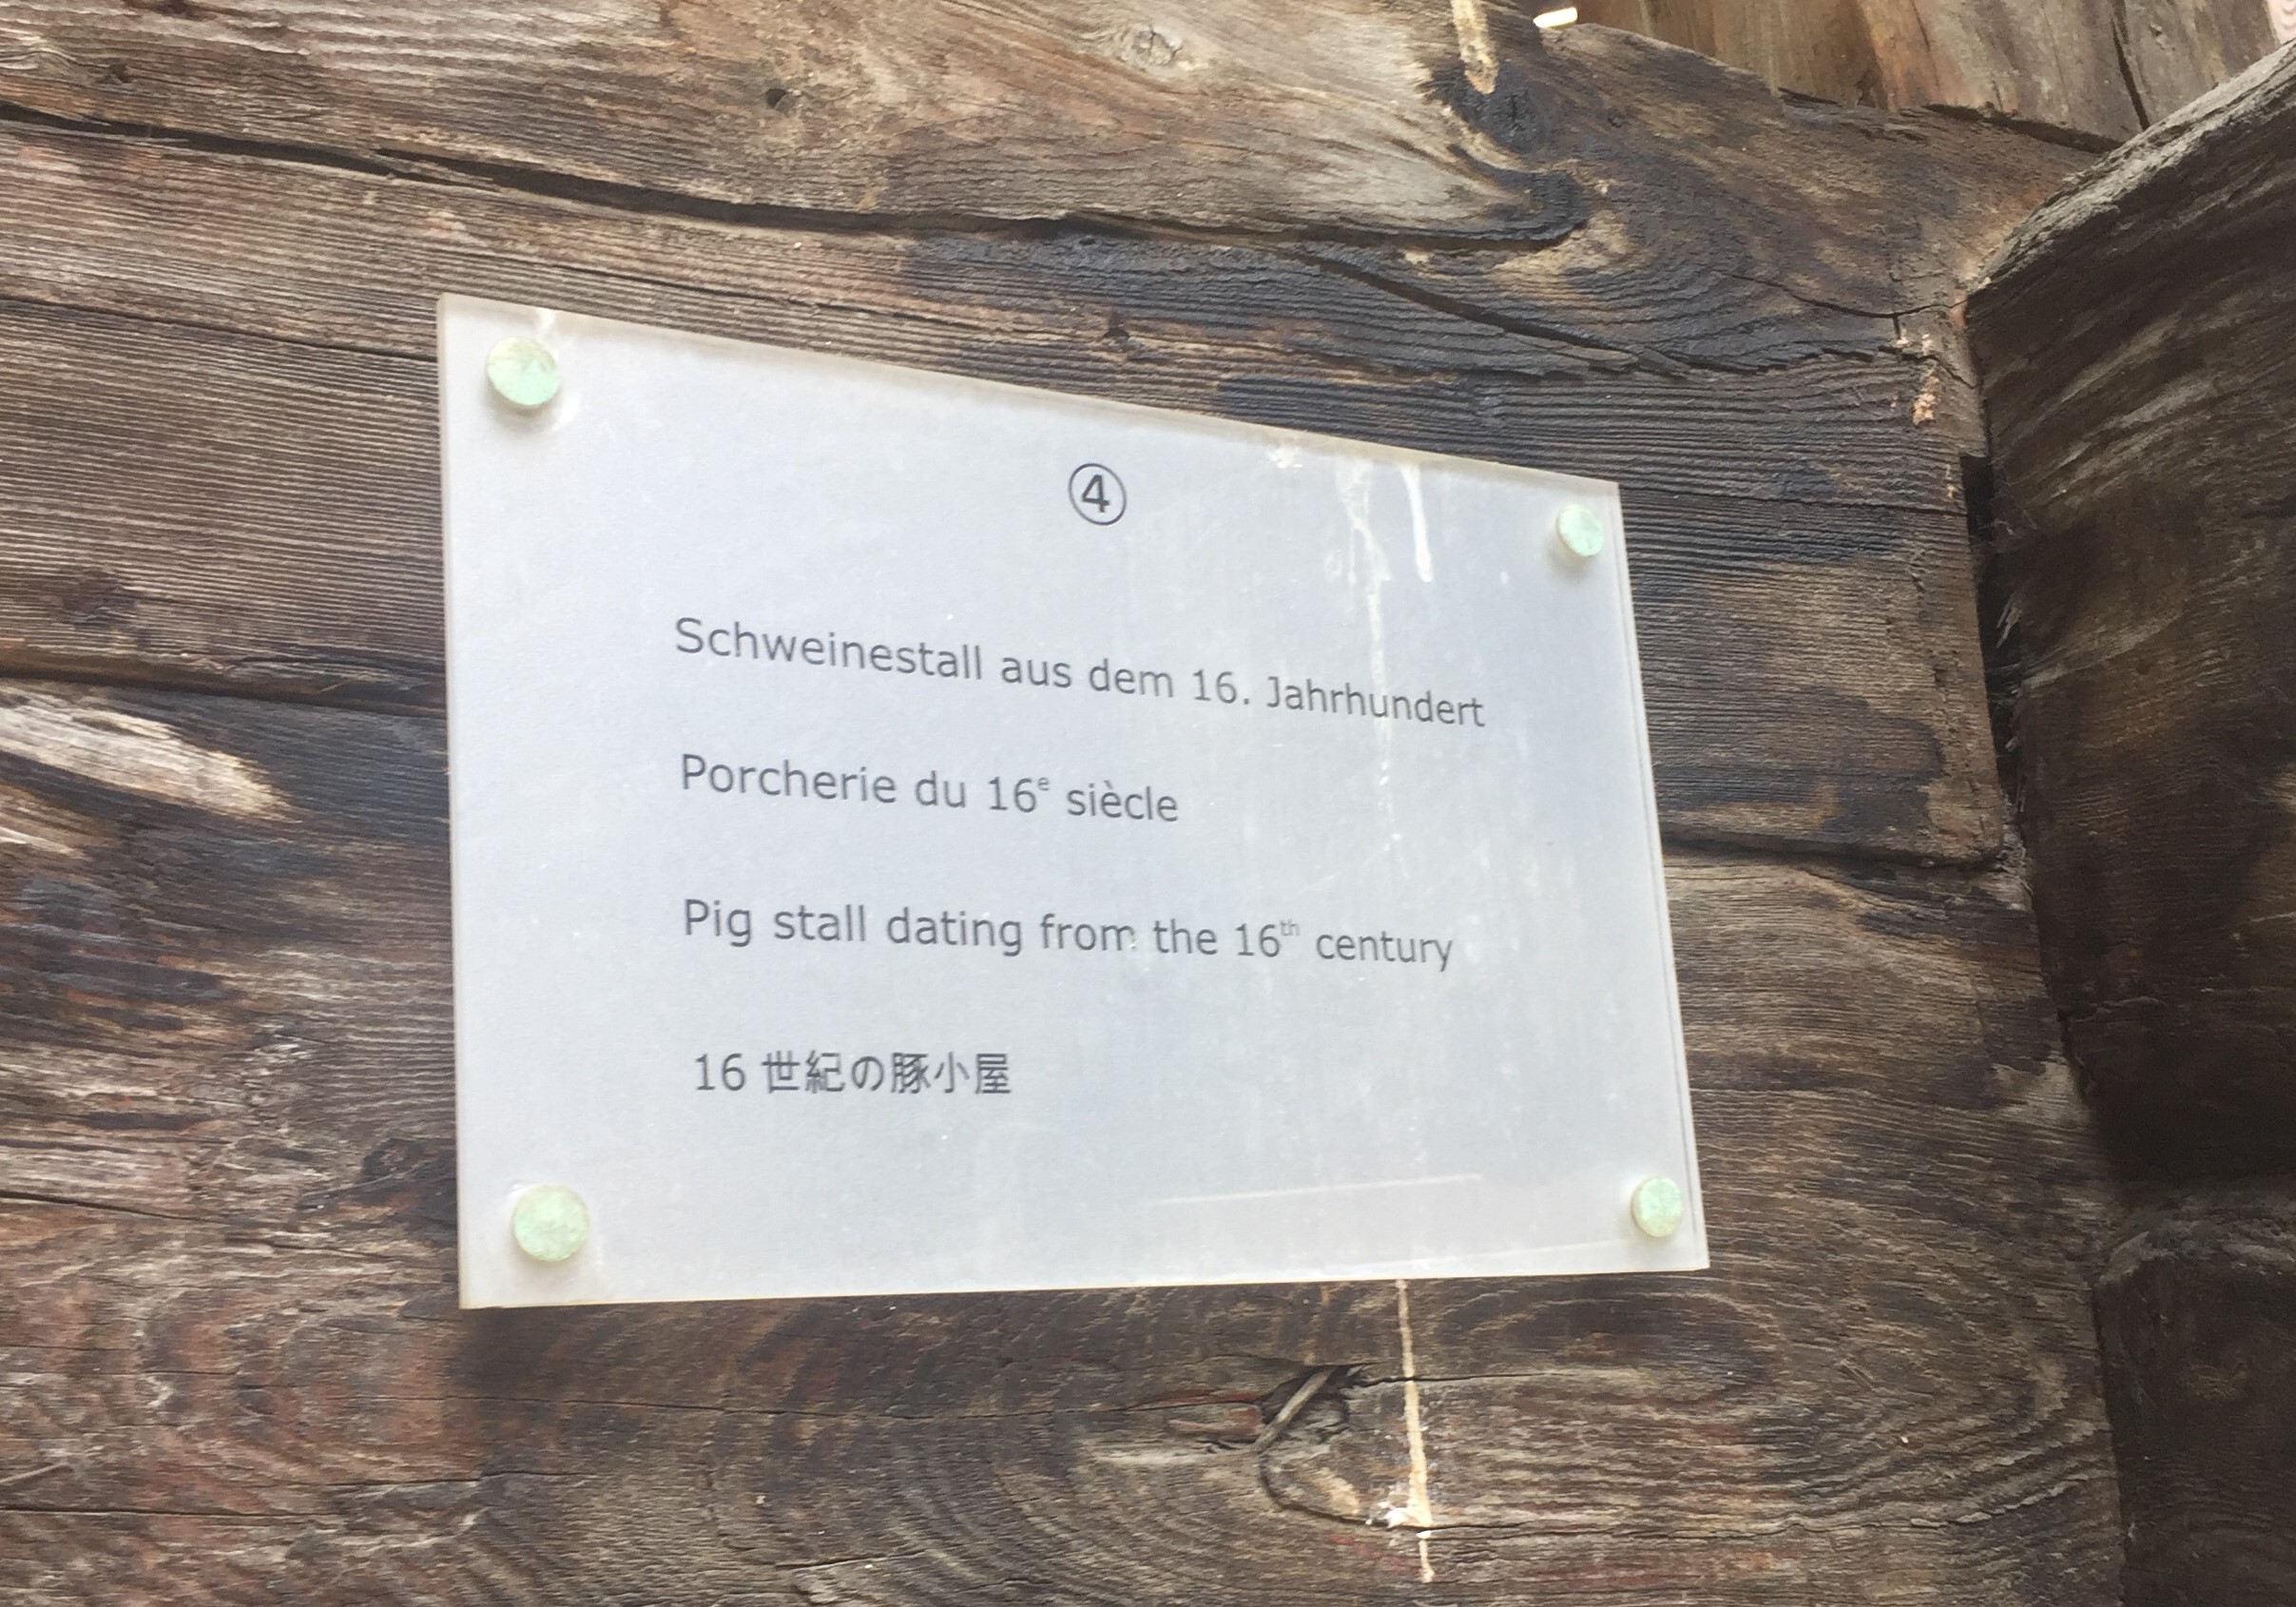 ④
Schweinestall aus dem 16. Jahrhundert
Porcherie du 16e siècle
Pig stall dating from the 16th century
16 世紀の豚小屋